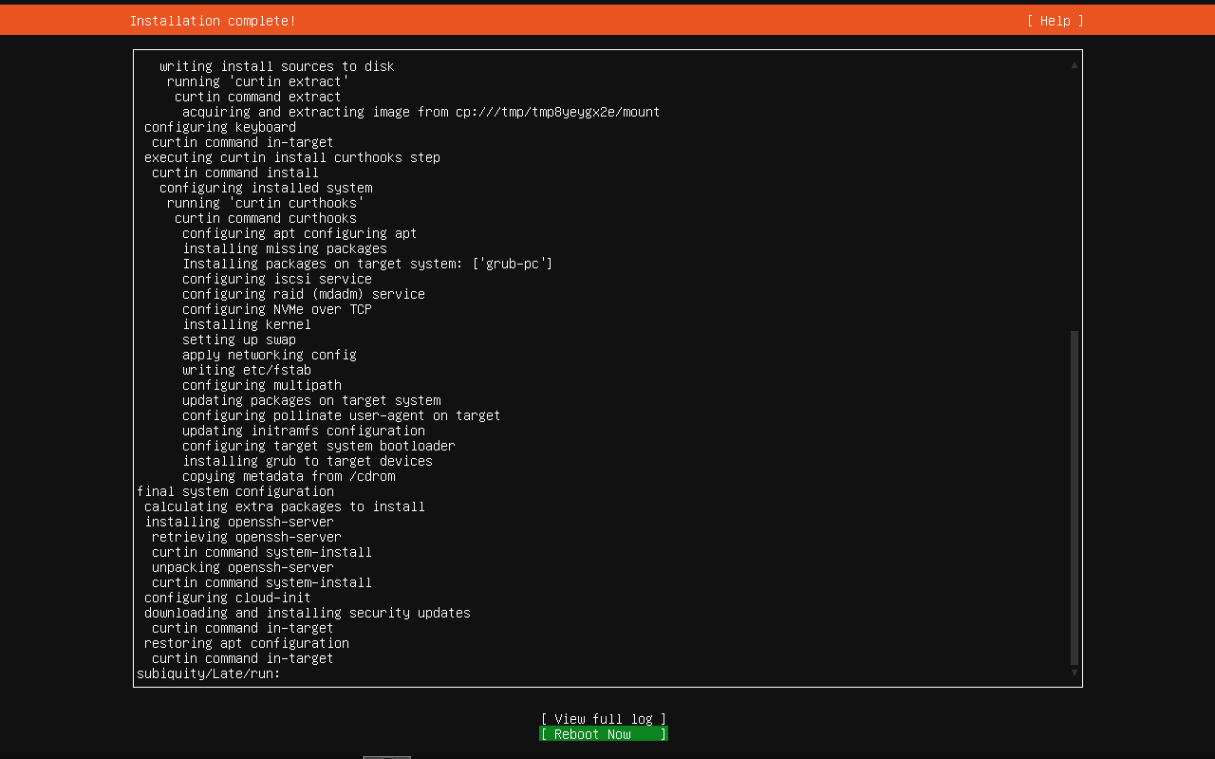 Installation complete!
[ Help ]
writing install sources to disk
running 'curtin extract'
curtin command extract
acquiring and extracting image from cp:///tmp/tmp8yeygx2e/mount
configuring keyboard
curtin command in-target
executing curtin install curthooks step
curtin command install
configuring installed system
running 'curtin curthooks'
curtin command curthooks
configuring apt configuring apt
installing missing packages
Installing packages on target system: ['grub-pc']
configuring iscsi service
configuring raid (mdadm) service
configuring NVMe over TCP
installing kernel
setting up swap
apply networking config
writing etc/fstab
configuring multipath
updating packages on target system
configuring pollinate user-agent on target
updating initramfs configuration
configuring target system bootloader
installing grub to target devices
copying metadata from /cdrom
final system configuration
calculating extra packages to install
installing openssh-server
retrieving openssh-server
curtin command system-install
unpacking openssh-server
curtin command system-install
configuring cloud-init
downloading and installing security updates
curtin command in-target
restoring apt configuration
curtin command in-target
subiquity/Late/run:
[ View full log ]
[ Reboot Now ]